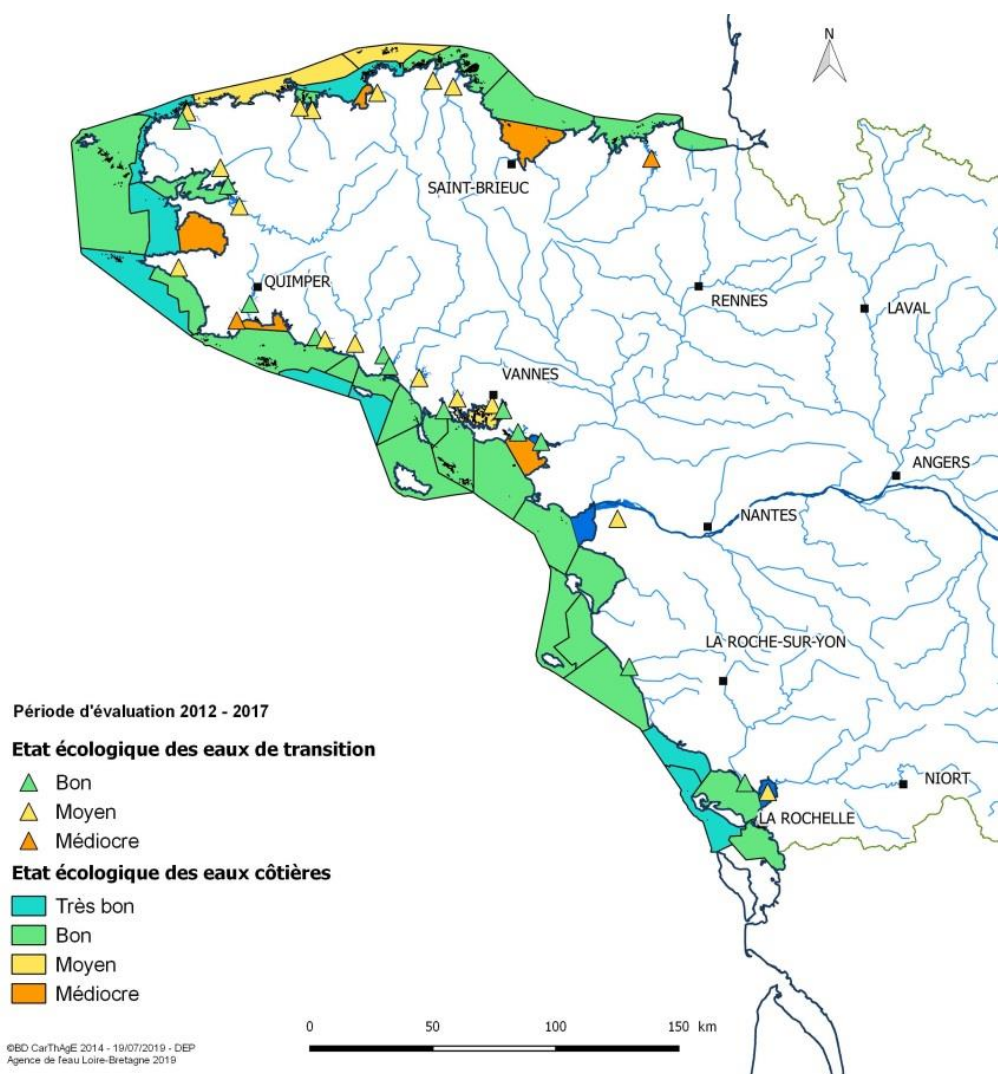 N
SAINT-BRIEUC
QUIMPER
RENNES
LAVAL
VANNES
ANGERS
NANTES
LA ROCHE-SUR-YON
NIORT
LA ROCHELLE
Période d'évaluation 2012 - 2017
Etat écologique des eaux de transition
Bon
Moyen
Médiocre
Etat écologique des eaux côtières
Très bon
Bon
Moyen
Médiocre
0 50 100 150 km
©BD CarThAgE 2014 - 19/07/2019 - DEP
Agence de l'eau Loire-Bretagne 2019